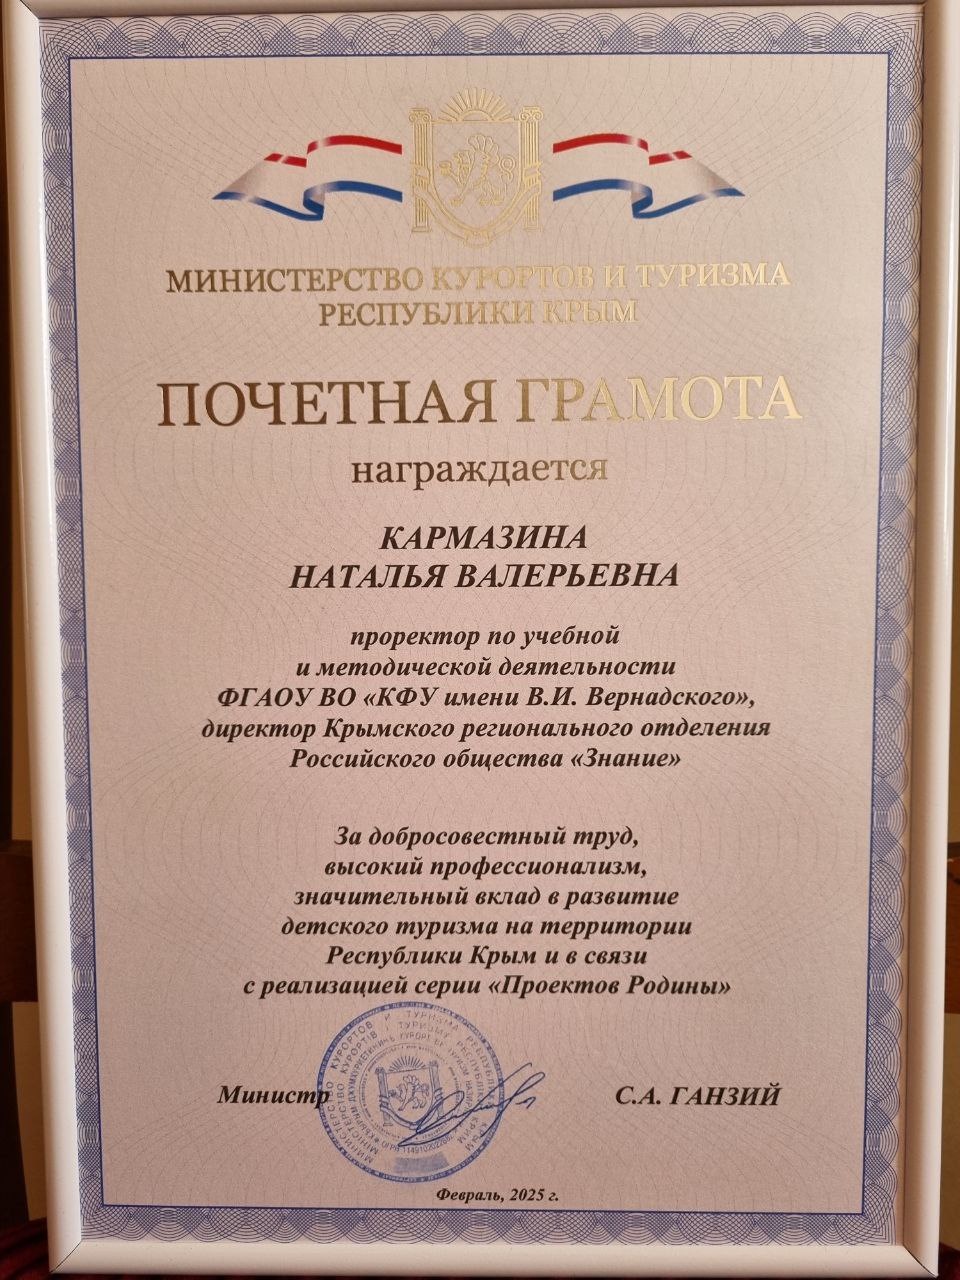 МИНИСТЕРСТВО КУРОРТОВ И ТУРИЗМА
РЕСПУБЛИКИ КРЫМ
ПОЧЕТНАЯ ГРАМОТА
награждается
КАРМАЗИНА
НАТАЛЬЯ ВАЛЕРЬЕВНА
проректор по учебной
и методической деятельности
ФГАОУ ВО «КФУ имени В.И. Вернадского»,
директор Крымского регионального отделения
Российского общества «Знание»
За добросовестный труд,
высокий профессионализм,
значительный вклад в развитие
детского туризма на территории
Республики Крым и в связи
с реализацией серии «Проектов Родины»
Министр
С.А. ГАНЗИЙ
Февраль, 2025 г.